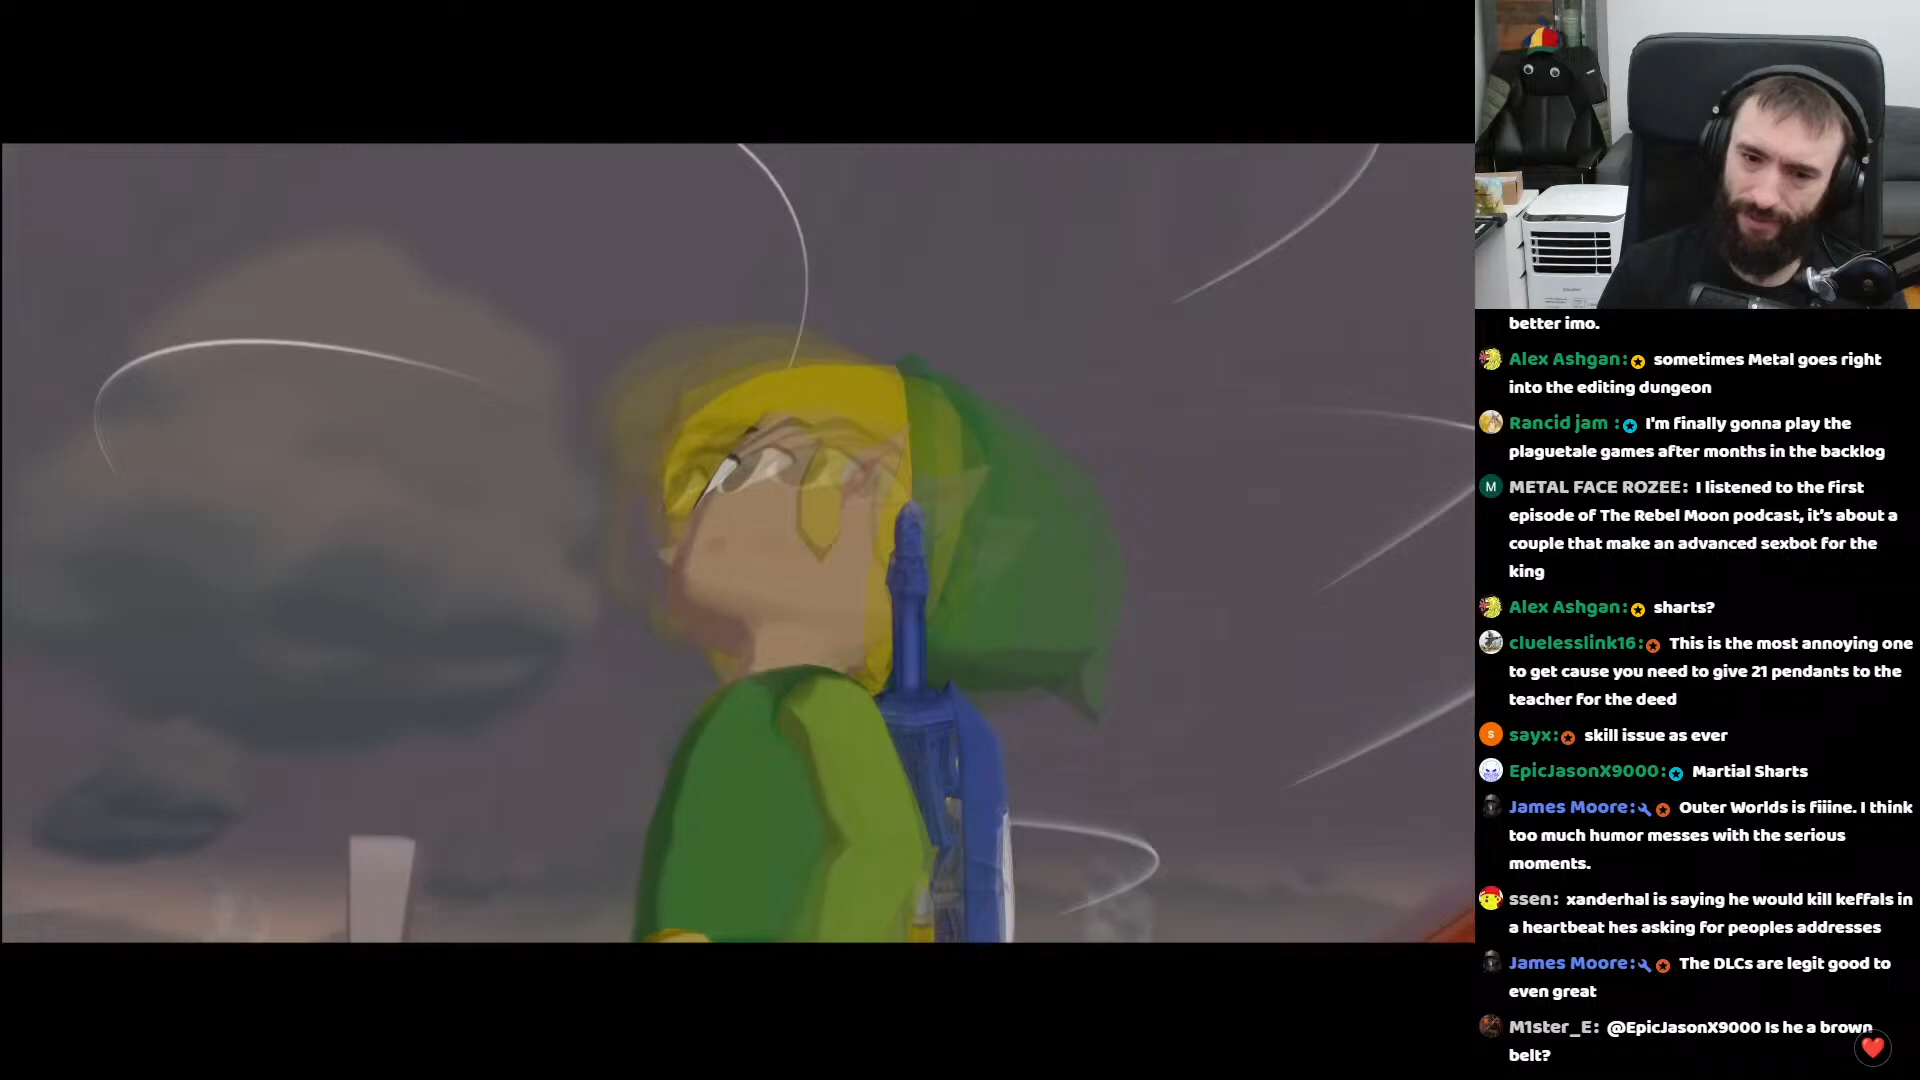 better imo.
Alex Ashgan: sometimes Metal goes right
into the editing dungeon
Rancid jam : I'm finally gonna play the
plaguetale games after months in the backlog
M METAL FACE ROZEE: I listened to the first
episode of The Rebel Moon podcast, it's about a
couple that make an advanced sexbot for the
king
Alex Ashgan: sharts?
cluelesslink16: This is the most annoying one
to get cause you need to give 21 pendants to the
teacher for the deed
s sayx: skill issue as ever
EpicJasonX9000: Martial Sharts
James Moore: Outer Worlds is fiiine. I think
too much humor messes with the serious
moments.
ssen: xanderhal is saying he would kill keffals in
a heartbeat hes asking for peoples addresses
James Moore: The DLCs are legit good to
even great
M1ster_E: @EpicJasonX9000 Is he a brown
belt?